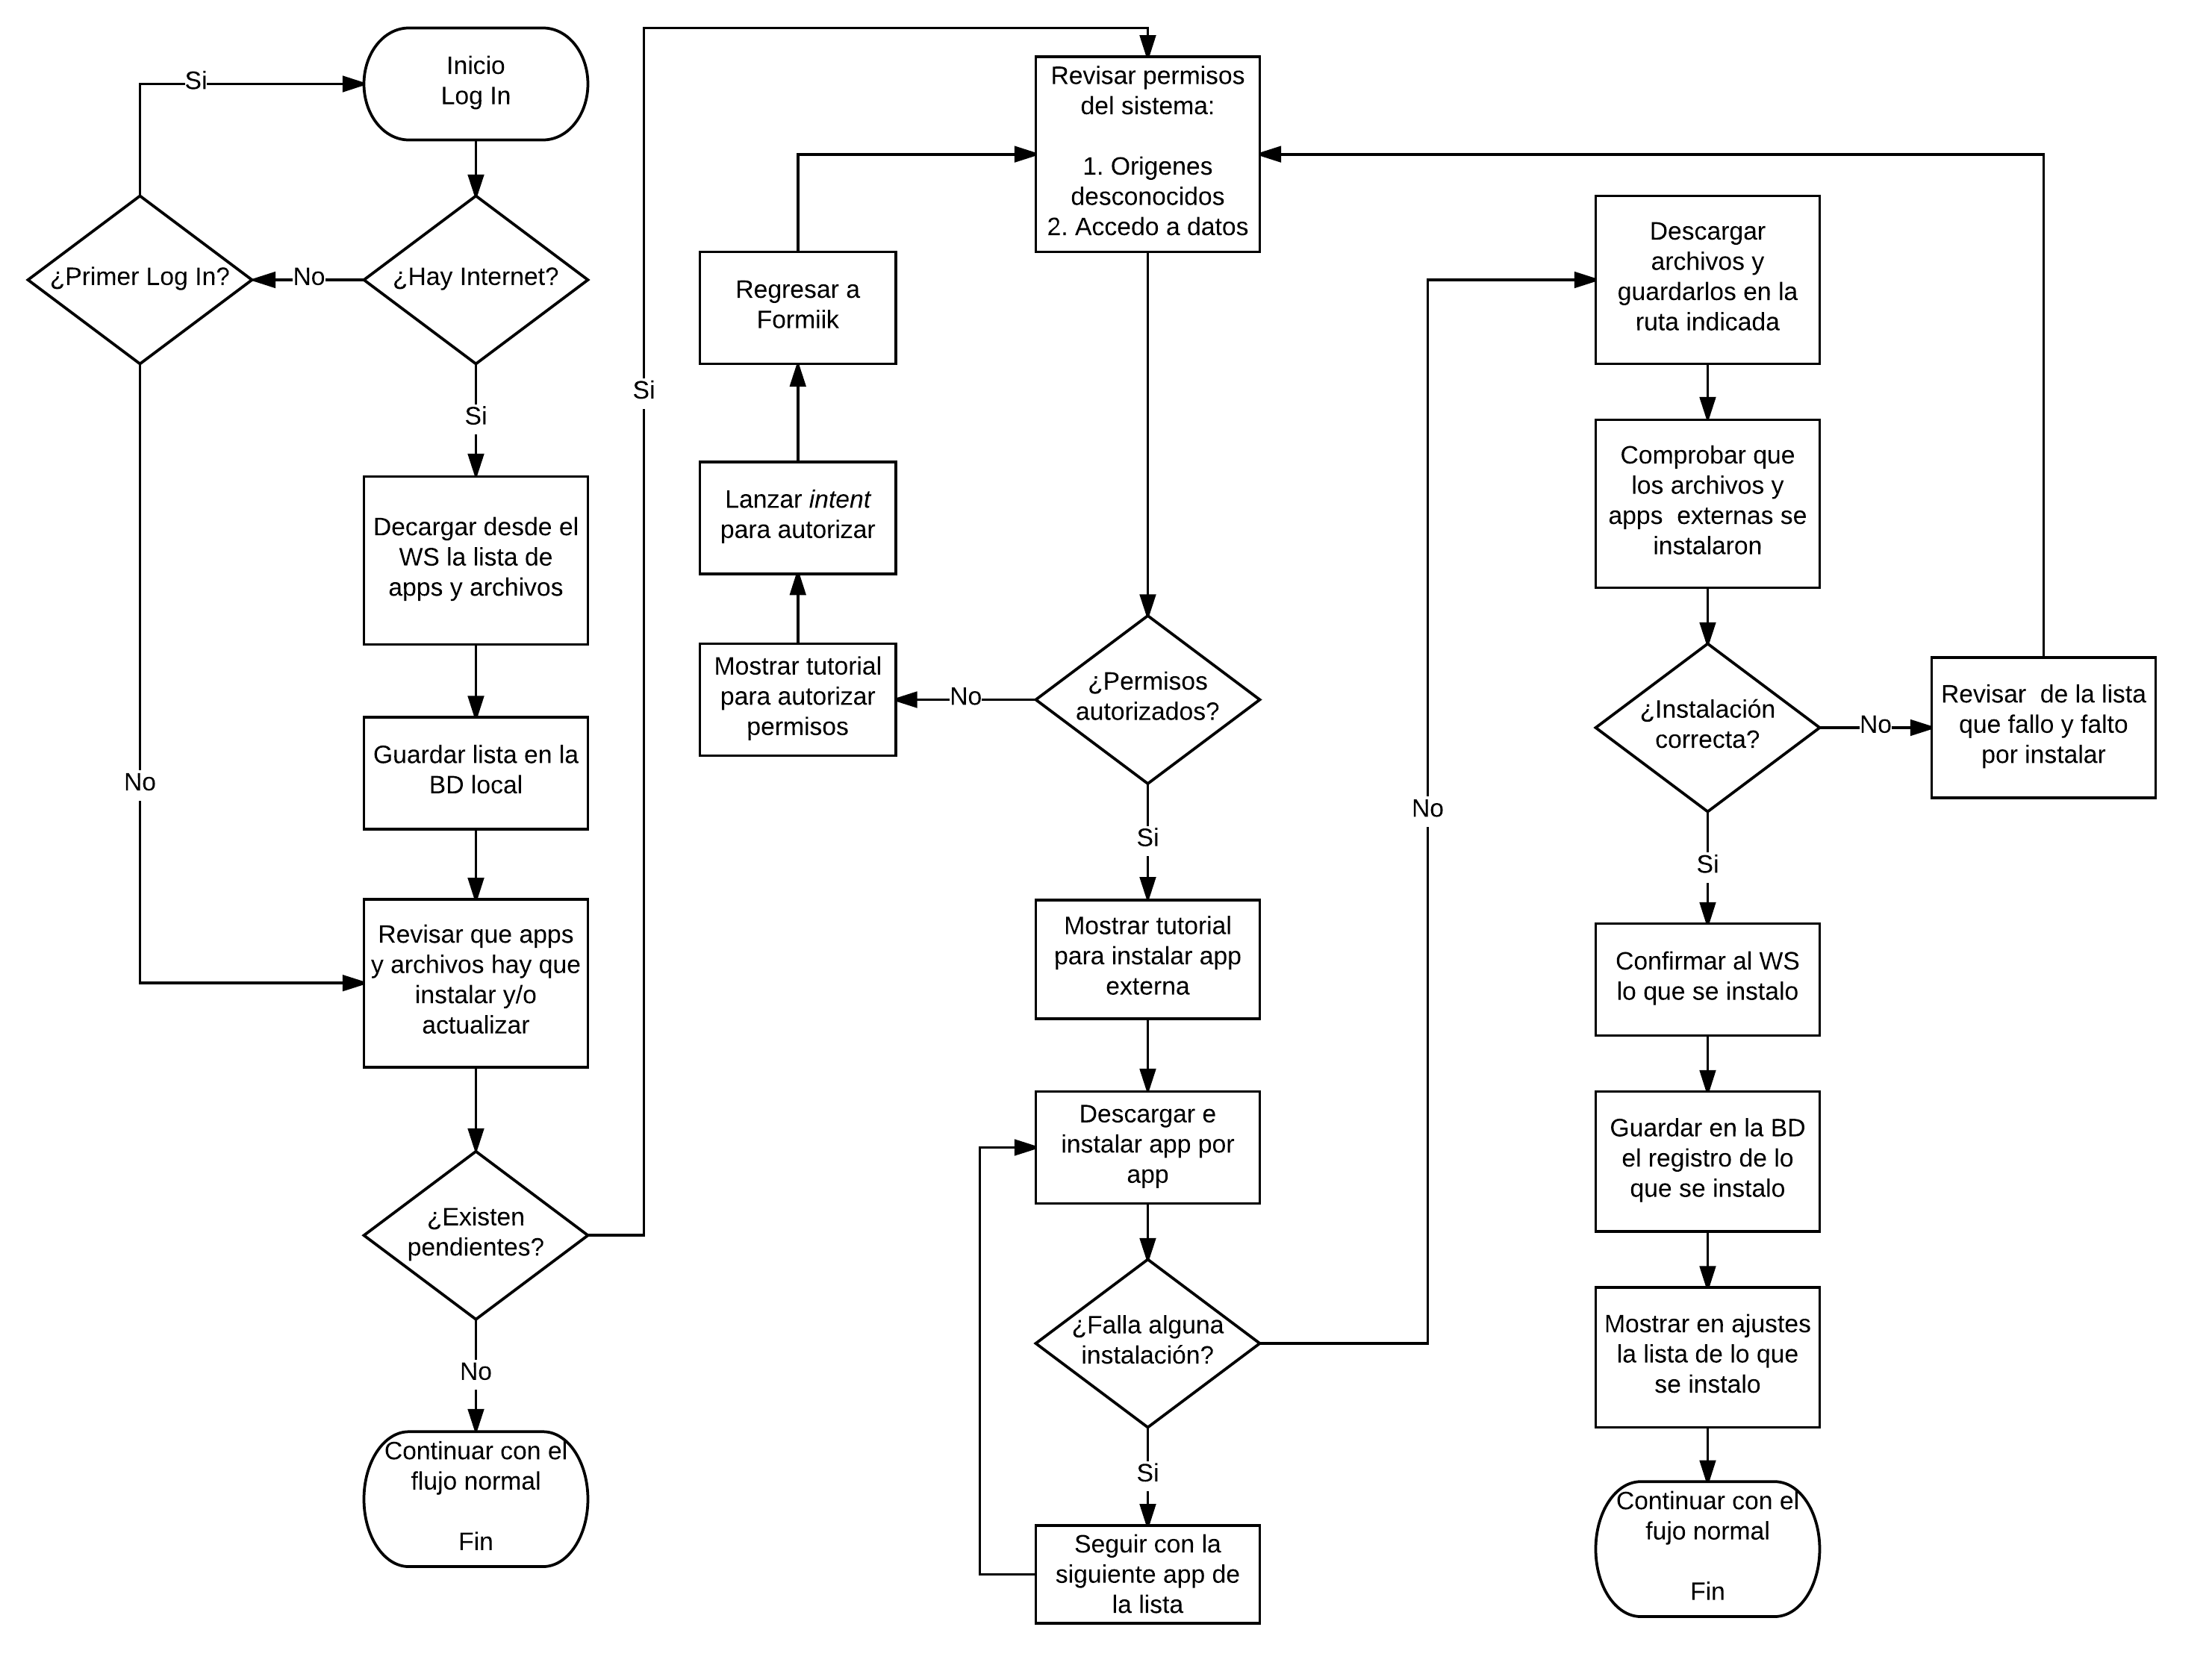 Inicio
Log In
Si
¿Primer Log In?
No
¿Hay Internet?
Si
Decargar desde el
WS la lista de
apps y archivos
Guardar lista en la
BD local
No
Revisar que apps
y archivos hay que
instalar y/o
actualizar
¿Existen
pendientes?
No
Continuar con el
flujo normal
Fin
Si
Revisar permisos
del sistema:
1. Origenes
desconocidos
2. Accedo a datos
Regresar a
Formiik
Lanzar intent
para autorizar
Mostrar tutorial
para autorizar
permisos
No
¿Permisos
autorizados?
Si
Mostrar tutorial
para instalar app
externa
Descargar e
instalar app por
app
¿Falla alguna
instalación?
Si
Seguir con la
siguiente app de
la lista
No
Descargar
archivos y
guardarlos en la
ruta indicada
Comprobar que
los archivos y
apps  externas se
instalaron
¿Instalación
correcta?
No
Revisar  de la lista
que fallo y falto
por instalar
Si
Confirmar al WS
lo que se instalo
Guardar en la BD
el registro de lo
que se instalo
Mostrar en ajustes
la lista de lo que
se instalo
Continuar con el
fujo normal
Fin